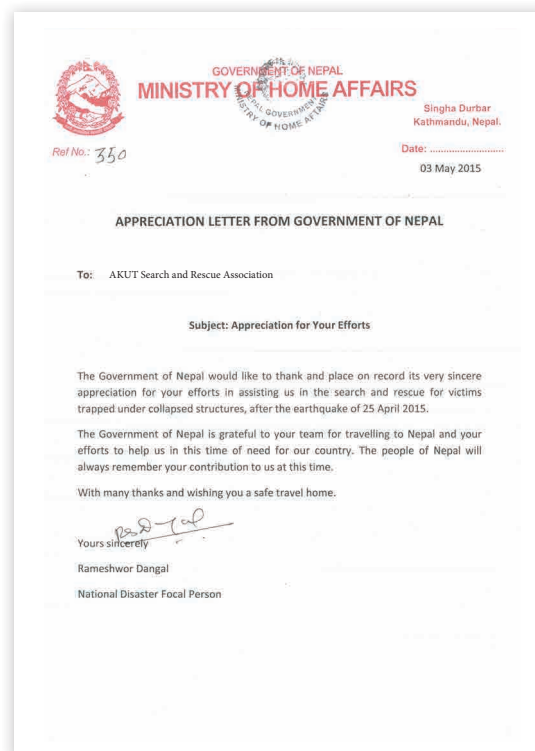 GOVERNMENT OF NEPAL
MINISTRY OF HOME AFFAIRS
NEPAL GOVERNMENT
MINISTRY OF HOME AFFAIRS
Singha Durbar
Kathmandu, Nepal.
Ref No.: 350
Date: ..........................
03 May 2015
APPRECIATION LETTER FROM GOVERNMENT OF NEPAL
To: AKUT Search and Rescue Association
Subject: Appreciation for Your Efforts
The Government of Nepal would like to thank and place on record its very sincere
appreciation for your efforts in assisting us in the search and rescue for victims
trapped under collapsed structures, after the earthquake of 25 April 2015.
The Government of Nepal is grateful to your team for travelling to Nepal and your
efforts to help us in this time of need for our country. The people of Nepal will
always remember your contribution to us at this time.
With many thanks and wishing you a safe travel home.
Yours sincerely
Rameshwor Dangal
National Disaster Focal Person